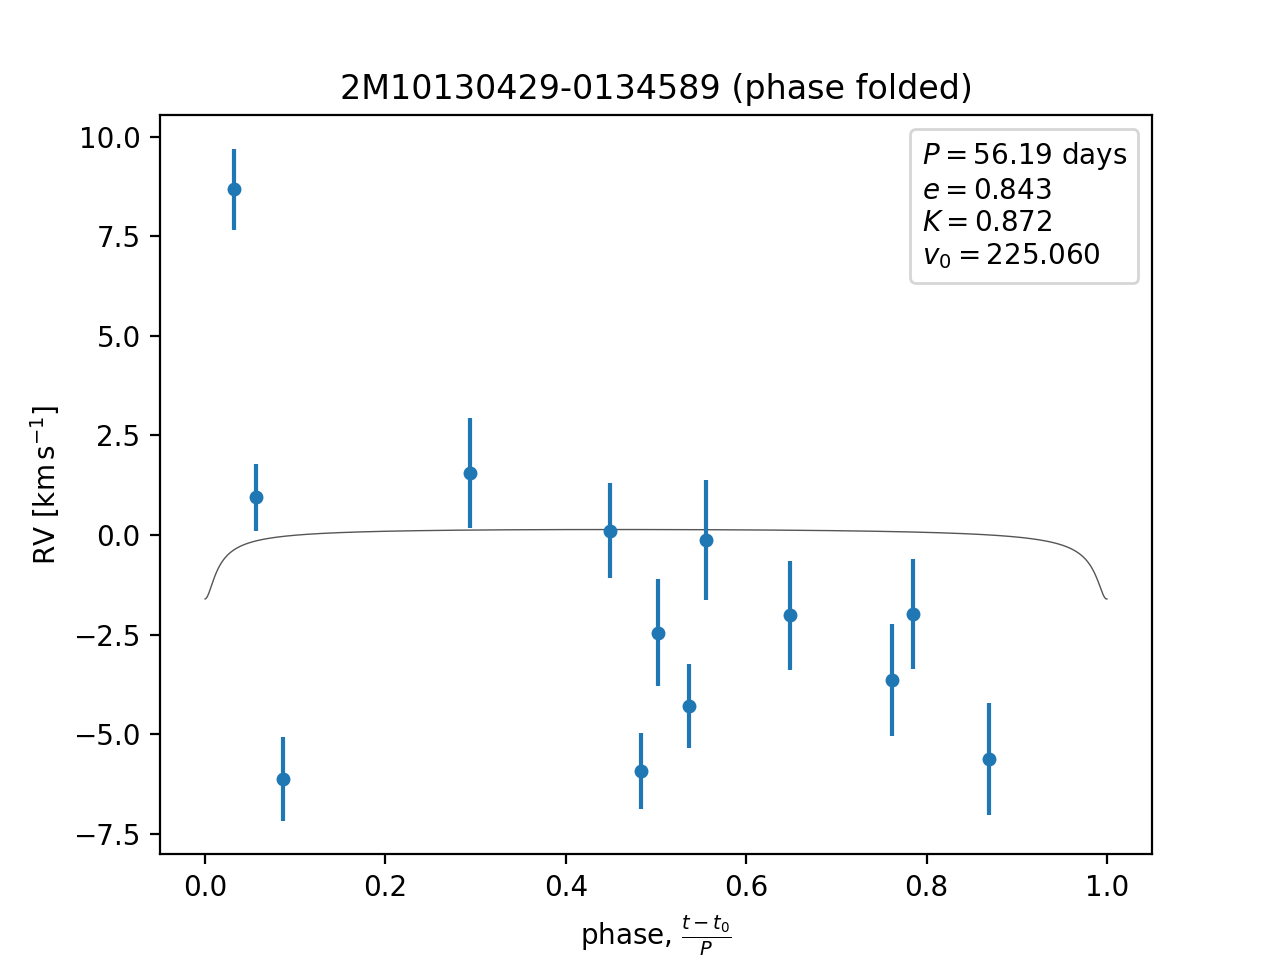 2M10130429-0134589 (phase folded)
P = 56.19 days
e = 0.843
K = 0.872
v₀ = 225.060
10.0
7.5
5.0
2.5
0.0
−2.5
−5.0
−7.5
RV [km s⁻¹]
0.0 0.2 0.4 0.6 0.8 1.0
phase, (t − t₀)/P